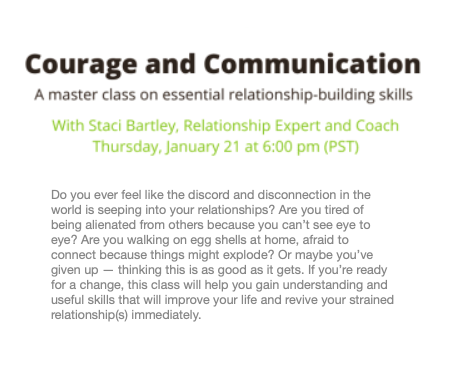 Courage and Communication
A master class on essential relationship-building skills
With Staci Bartley, Relationship Expert and Coach
Thursday, January 21 at 6:00 pm (PST)
Do you ever feel like the discord and disconnection in the
world is seeping into your relationships? Are you tired of
being alienated from others because you can't see eye to
eye? Are you walking on egg shells at home, afraid to
connect because things might explode? Or maybe you've
given up — thinking this is as good as it gets. If you're ready
for a change, this class will help you gain understanding and
useful skills that will improve your life and revive your strained
relationship(s) immediately.